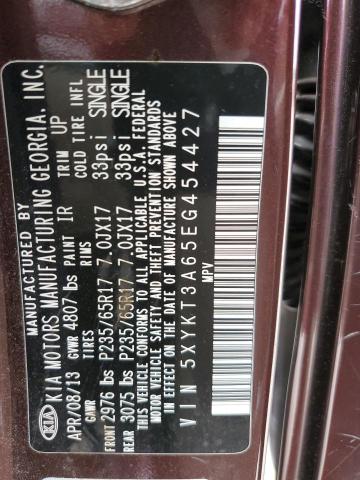 MANUFACTURED BY
KIA MOTORS MANUFACTURING GEORGIA, INC.
KIA
APR/08/13 GVWR 4807 lbs PAINT IR TRIM UP
GAWR RIMS COLD TIRE INFL
FRONT 2976 lbs P235/65R17 7.0JX17 33psi SINGLE
REAR 3075 lbs P235/65R17 7.0JX17 33psi SINGLE
THIS VEHICLE CONFORMS TO ALL APPLICABLE U.S.A. FEDERAL
MOTOR VEHICLE SAFETY AND THEFT PREVENTION STANDARDS
IN EFFECT ON THE DATE OF MANUFACTURE SHOWN ABOVE
VIN 5XYKT3A65EG454427
MPV